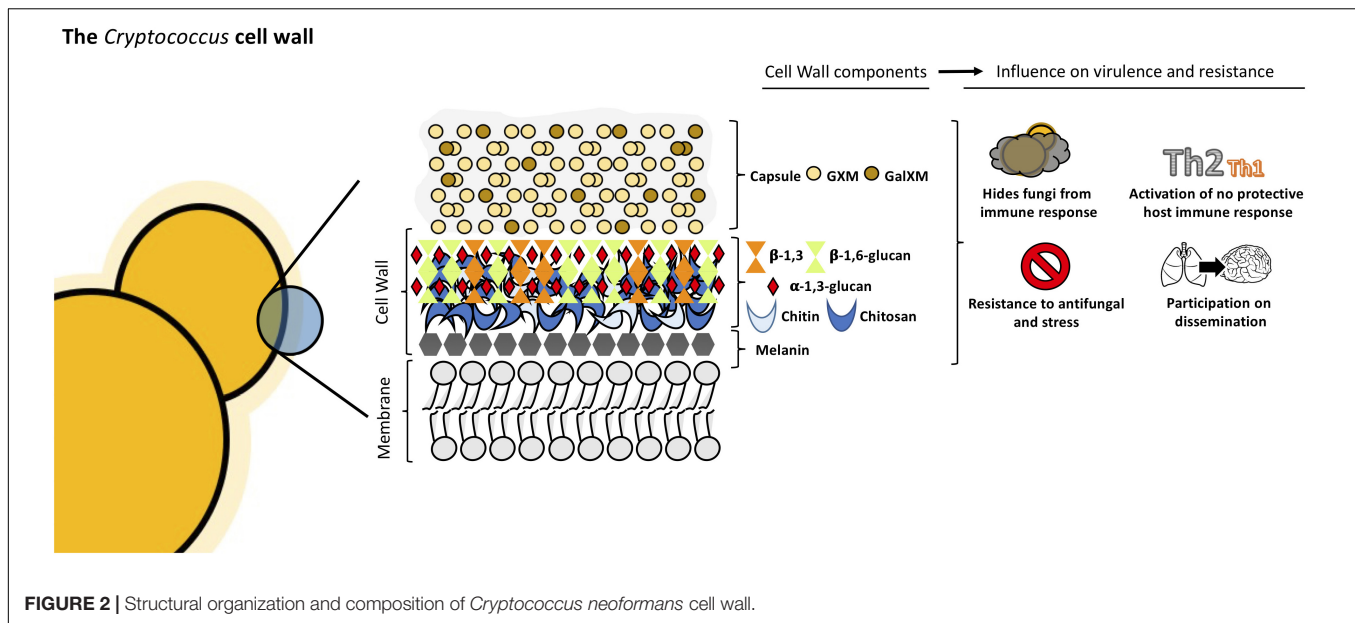 The Cryptococcus cell wall
Cell Wall components
Influence on virulence and resistance
Capsule GXM GalXM
Cell Wall
β-1,3 β-1,6-glucan
α-1,3-glucan
Chitin Chitosan
Melanin
Membrane
Hides fungi from
immune response
Th2 Th1
Activation of no protective
host immune response
Resistance to antifungal
and stress
Participation on
dissemination
FIGURE 2 | Structural organization and composition of Cryptococcus neoformans cell wall.